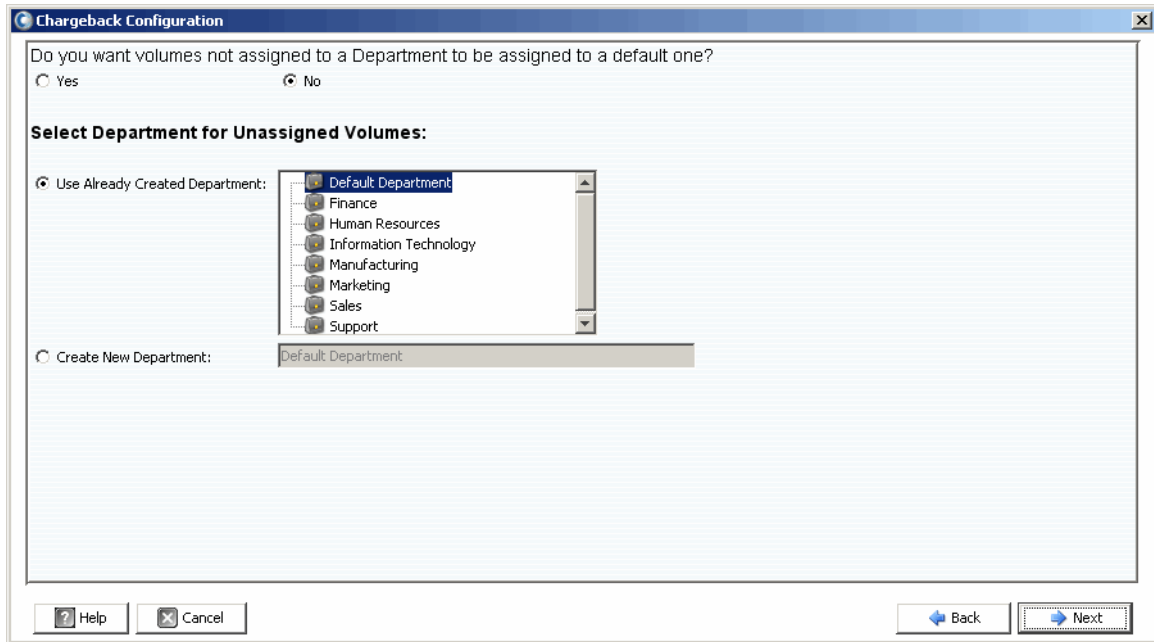 Chargeback Configuration
Do you want volumes not assigned to a Department to be assigned to a default one?
Yes
No
Select Department for Unassigned Volumes:
Use Already Created Department:
Default Department
Finance
Human Resources
Information Technology
Manufacturing
Marketing
Sales
Support
Create New Department:
Default Department
Help
Cancel
Back
Next